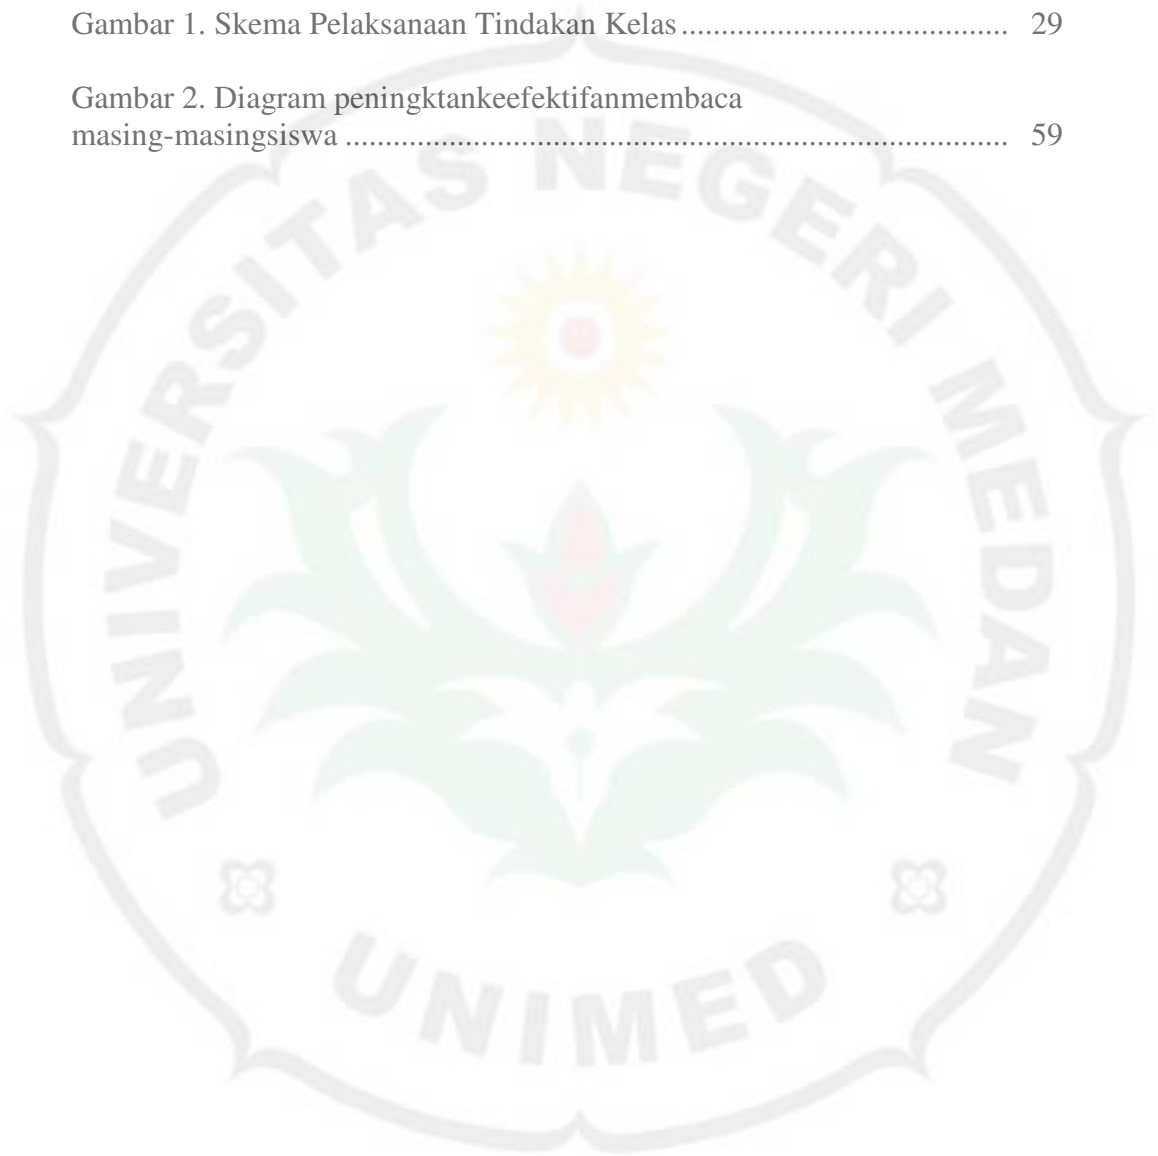 Gambar 1. Skema Pelaksanaan Tindakan Kelas ........................................ 29
Gambar 2. Diagram peningktankeefektifanmembaca
masing-masingsiswa ................................................................................. 59
UNIVERSITAS NEGERI MEDAN
UNIMED